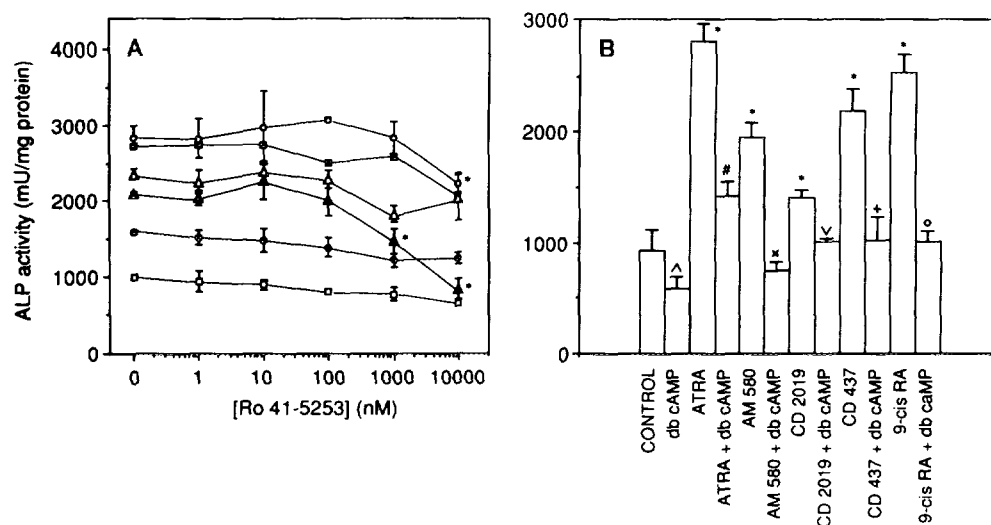 A
ALP activity (mU/mg protein)
4000
3000
2000
1000
0
0 1 10 100 1000 10000
[Ro 41-5253] (nM)
*
*
*
B
3000
2000
1000
0
^
*
#
*
x
*
v
*
+
*
o
CONTROL
db cAMP
ATRA
ATRA + db cAMP
AM 580
AM 580 + db cAMP
CD 2019
CD 2019 + db cAMP
CD 437
CD 437 + db cAMP
9-cis RA
9-cis RA + db caMP